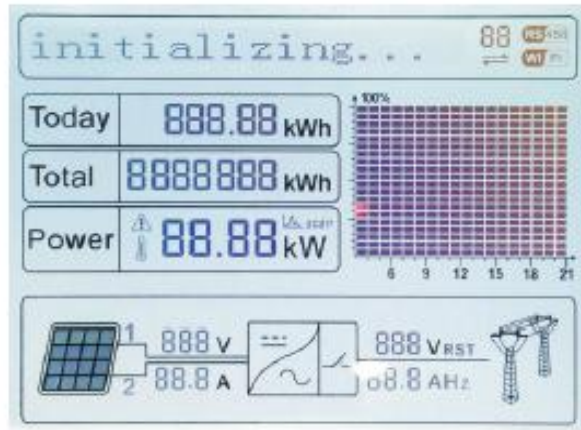 initializing...
88 RS485
WIFI
Today 888.88 kWh
Total 8888888 kWh
Power 88.88 kW
100%
6 9 12 15 18 21
1 888 V 888 VRST
2 88.8 A 88.8 AHz